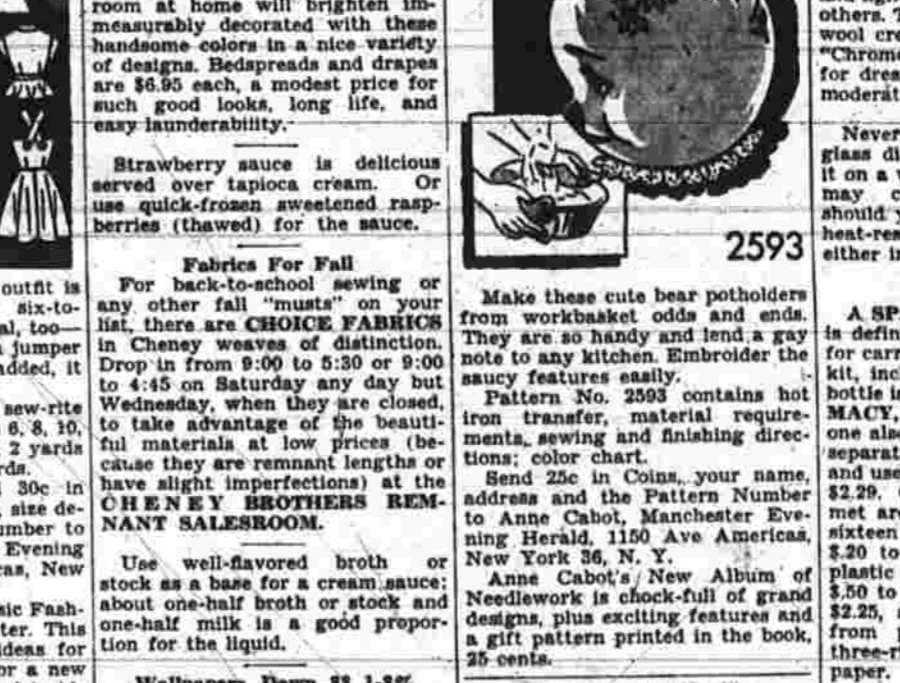 outfit is
six-to-
al, too—
jumper
added, it
sew-rite
6, 8, 10,
2 yards
rds.
30c in
size de-
umber to
Evening
cas, New
sic Fash-
ter. This
ideas for
or a new
room at home will brighten im-
measurably decorated with these
handsome colors in a nice variety
of designs. Bedspreads and drapes
are $6.95 each, a modest price for
such good looks, long life, and
easy launderability.
Strawberry sauce is delicious
served over tapioca cream. Or
use quick-frozen sweetened rasp-
berries (thawed) for the sauce.
Fabrics For Fall
For back-to-school sewing or
any other fall "musts" on your
list, there are CHOICE FABRICS
in Cheney weaves of distinction.
Drop in from 9:00 to 5:30 or 9:00
to 4:45 on Saturday any day but
Wednesday, when they are closed,
to take advantage of the beauti-
ful materials at low prices (be-
cause they are remnant lengths or
have slight imperfections) at the
CHENEY BROTHERS REM-
NANT SALESROOM.
Use well-flavored broth or
stock as a base for a cream sauce;
about one-half broth or stock and
one-half milk is a good propor-
tion for the liquid.
2593
Make these cute bear potholders
from workbasket odds and ends.
They are so handy and lend a gay
note to any kitchen. Embroider the
saucy features easily.
Pattern No. 2593 contains hot
iron transfer, material require-
ments, sewing and finishing direc-
tions; color chart.
Send 25c in Coins, your name,
address and the Pattern Number
to Anne Cabot, Manchester Eve-
ning Herald, 1150 Ave Americas,
New York 36, N. Y.
Anne Cabot's New Album of
Needlework is chock-full of grand
designs, plus exciting features and
a gift pattern printed in the book,
25 cents.
others.
wool cre
"Chrome
for dres
moderat
Never
glass di
it on a
may c
should y
heat-res
either in
A SP
is defin
for carr
kit, incl
bottle is
MACY,
one also
separat
and use
$2.29.
met are
sixteen
$.20 to
plastic
$.50 to
$2.25,
from
three-ri
paper.